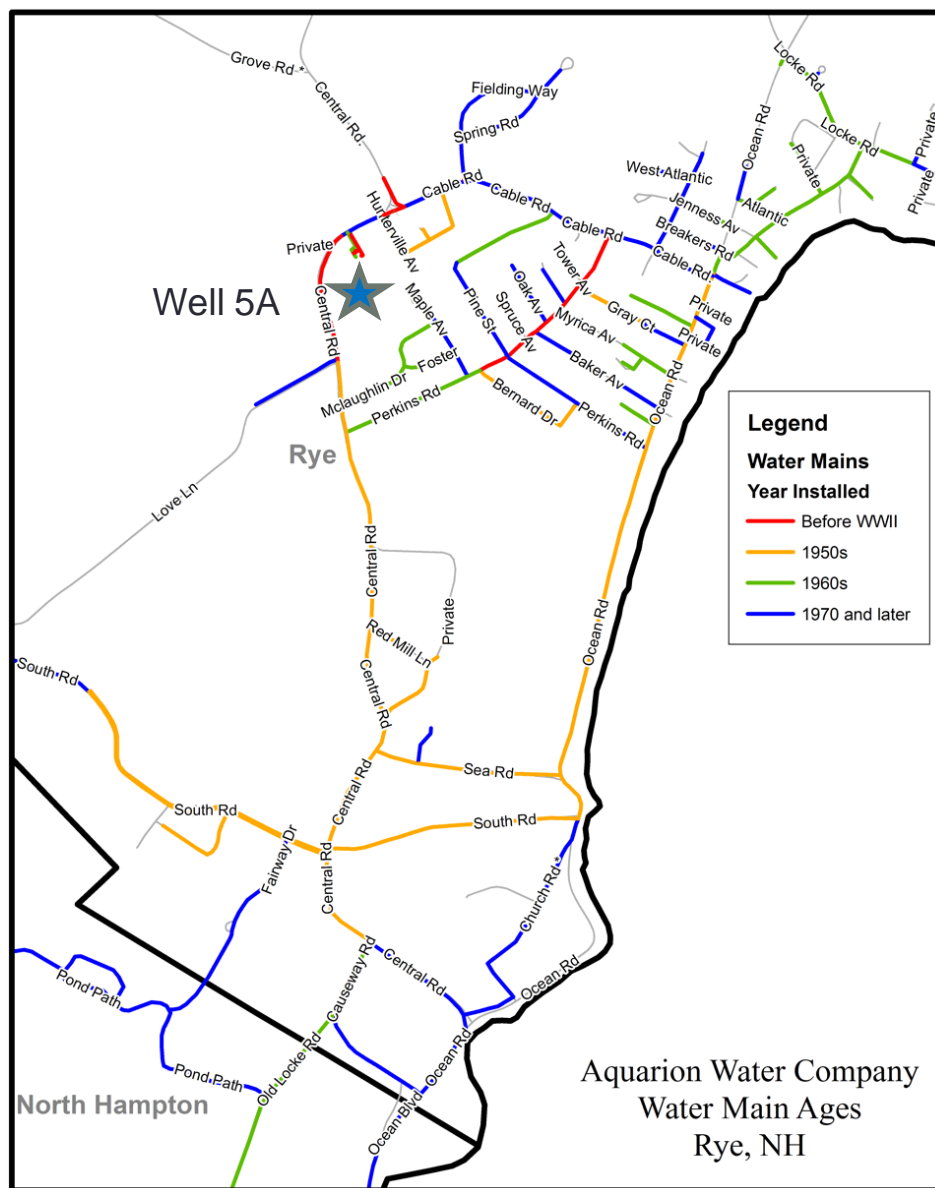 Grove Rd *
Central Rd.
Fielding Way
Spring Rd
Cable Rd
Cable Rd
Cable Rd
Cable Rd.
Locke Rd
Locke Rd
Ocean Rd
Private
Private
Private
West Atlantic
Atlantic
Jenness Av
Breakers Rd
Hunterville Av
Private
Central Rd
Well 5A
Tower Av
Oak Av
Gray Ct
Private
Private
Maple Av
Pine St
Spruce Av
Myrica Av
Baker Av
Ocean Rd
Foster
Mclaughlin Dr
Perkins Rd
Bernard Dr
Perkins Rd
Rye
Love Ln
Central Rd
Private
Red Mill Ln
Central Rd
Ocean Rd
Legend
Water Mains
Year Installed
Before WWII
1950s
1960s
1970 and later
South Rd
Sea Rd
Central Rd
South Rd
South Rd
Fairway Dr
Central Rd
Church Rd*
Causeway Rd
Central Rd
Ocean Rd
Pond Path
Old Locke Rd
Ocean Rd
Pond Path
North Hampton
Ocean Blvd
Aquarion Water Company
Water Main Ages
Rye, NH